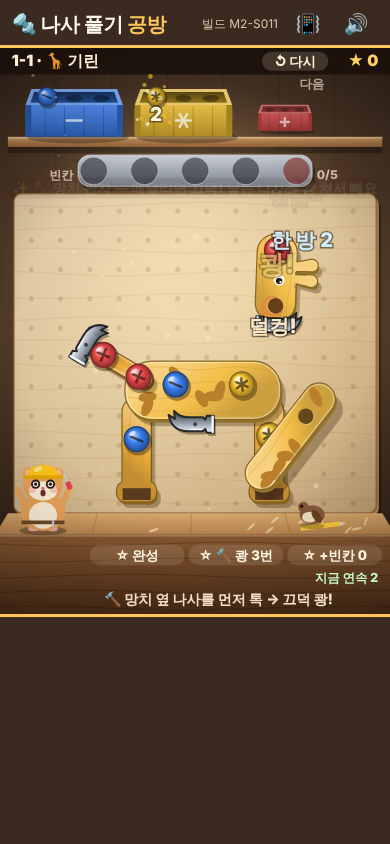 나사 풀기 공방
빌드 M2-S011
1-1 · 기린
다시
★ 0
다음
2
빈칸
0/5
한 방 2
쾅!
덜컹!
☆ 완성
☆ 쾅 3번
☆ +빈칸 0
지금 연속 2
망치 옆 나사를 먼저 톡 → 끄덕 쾅!